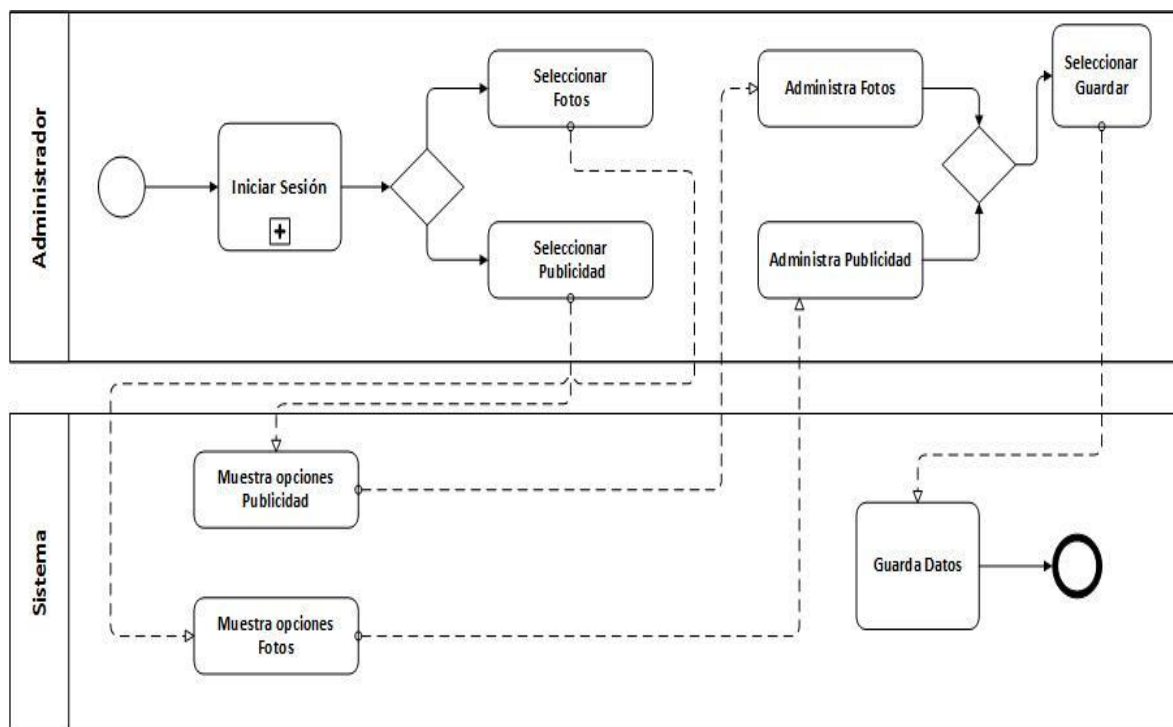 Administrador
Iniciar Sesión
Seleccionar
Fotos
Seleccionar
Publicidad
Administra Fotos
Administra Publicidad
Seleccionar
Guardar
Sistema
Muestra opciones
Publicidad
Muestra opciones
Fotos
Guarda Datos